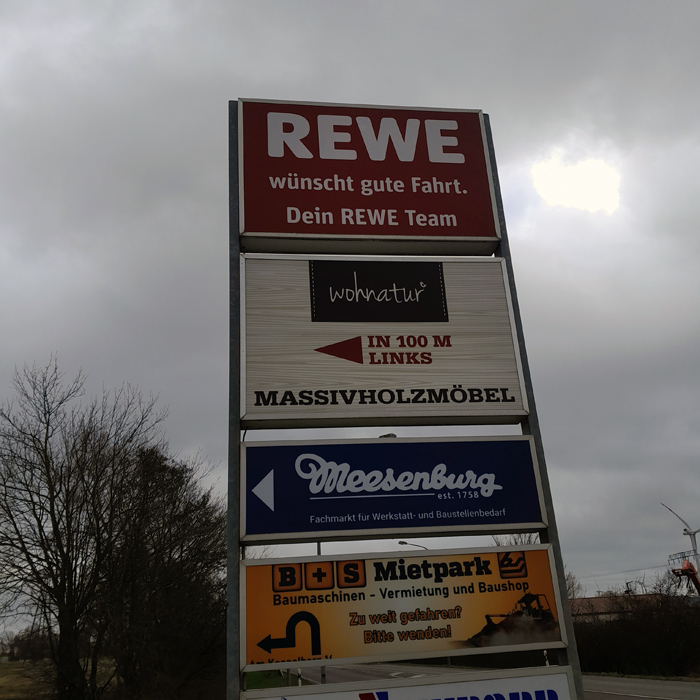 REWE
wünscht gute Fahrt.
Dein REWE Team
wohnatur
IN 100 M
LINKS
MASSIVHOLZMÖBEL
Meesenburg
est. 1758
Fachmarkt für Werkstatt- und Baustellenbedarf
B+S Mietpark
Baumaschinen - Vermietung und Baushop
Zu weit gefahren?
Bitte wenden!
Am